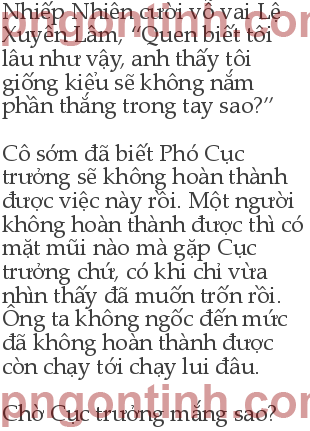 Nhiếp Nhiên cười vỗ vai Lệ
Xuyên Lâm, “Quen biết tôi
lâu như vậy, anh thấy tôi
giống kiểu sẽ không nắm
phần thắng trong tay sao?”
Cô sớm đã biết Phó Cục
trưởng sẽ không hoàn thành
được việc này rồi. Một người
không hoàn thành được thì có
mặt mũi nào mà gặp Cục
trưởng chứ, có khi chỉ vừa
nhìn thấy đã muốn trốn rồi.
Ông ta không ngốc đến mức
đã không hoàn thành được
còn chạy tới chạy lui đâu.
Chờ Cục trưởng mắng sao?
pngontinh.com
pngontinh.com